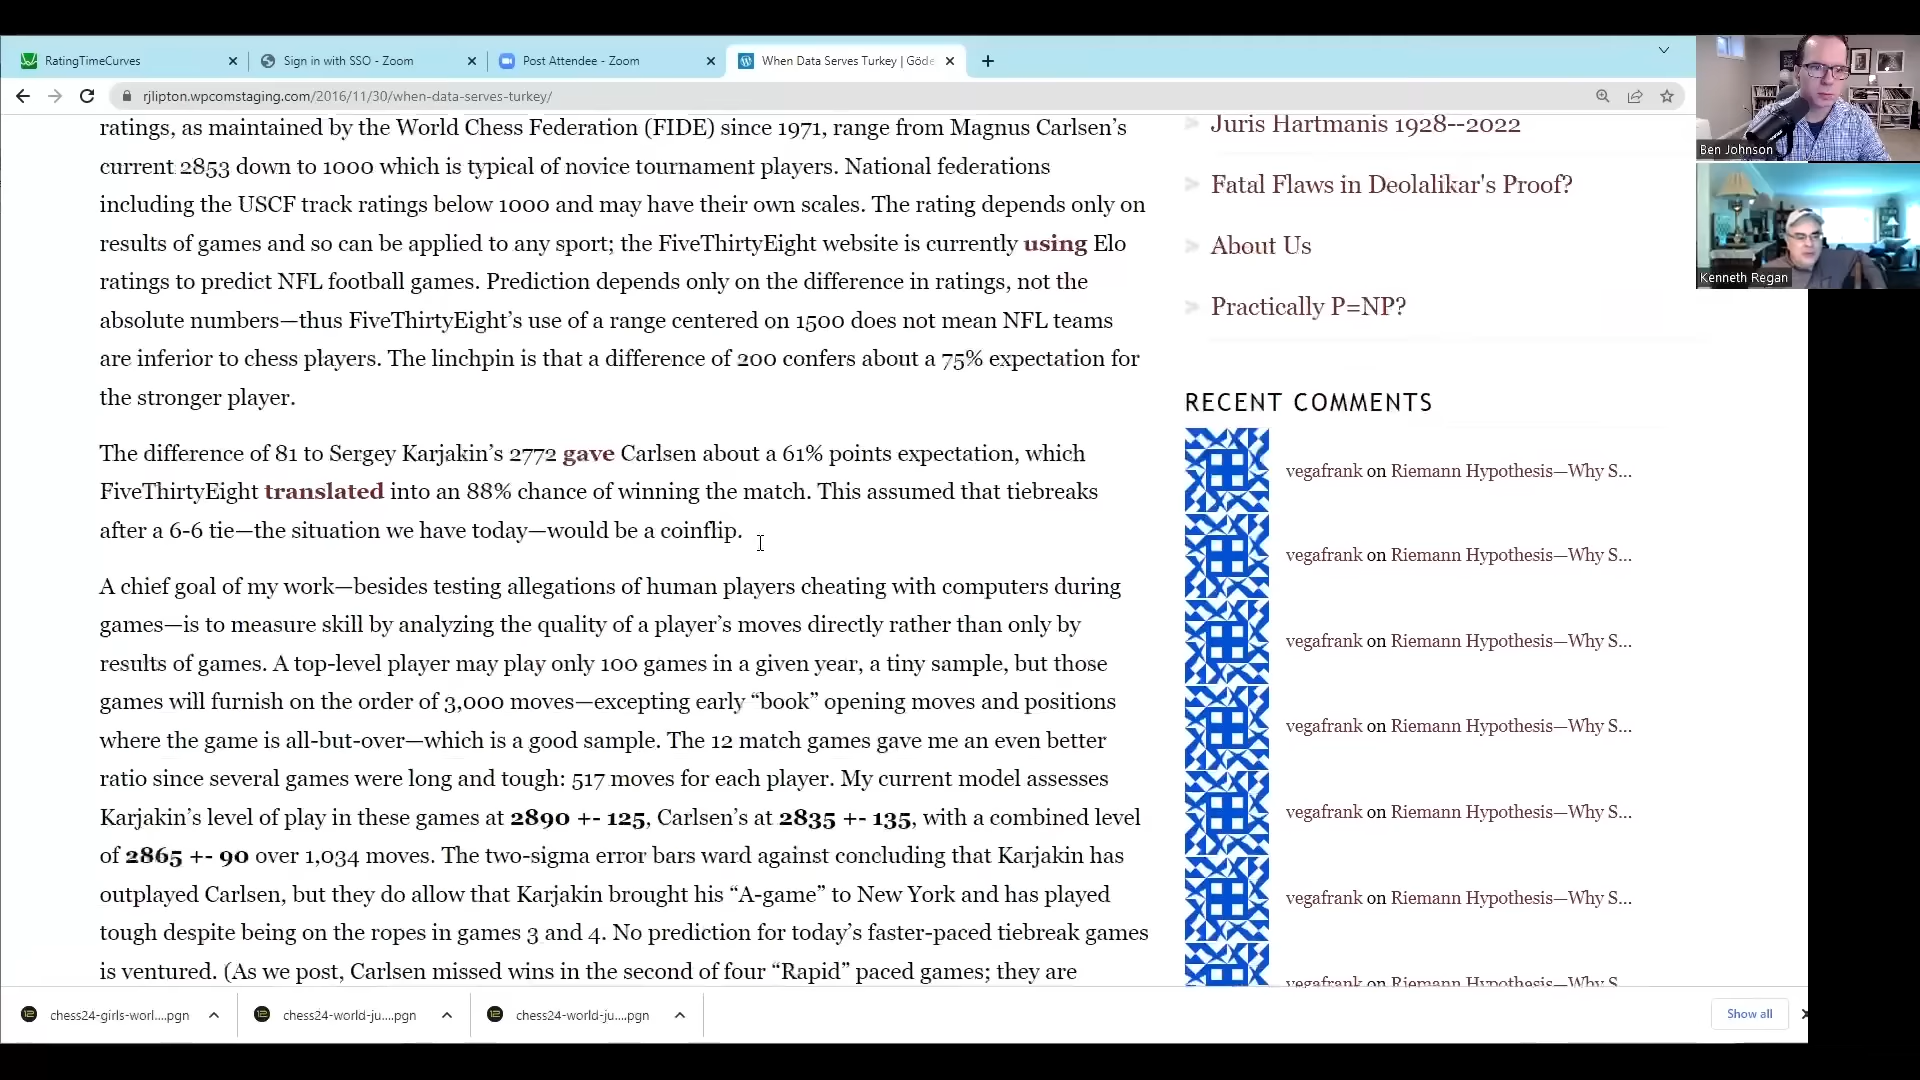 RatingTimeCurves
Sign in with SSO - Zoom
Post Attendee - Zoom
When Data Serves Turkey | Göde
rjlipton.wpcomstaging.com/2016/11/30/when-data-serves-turkey/
ratings, as maintained by the World Chess Federation (FIDE) since 1971, range from Magnus Carlsen’s
current 2853 down to 1000 which is typical of novice tournament players. National federations
including the USCF track ratings below 1000 and may have their own scales. The rating depends only on
results of games and so can be applied to any sport; the FiveThirtyEight website is currently using Elo
ratings to predict NFL football games. Prediction depends only on the difference in ratings, not the
absolute numbers—thus FiveThirtyEight’s use of a range centered on 1500 does not mean NFL teams
are inferior to chess players. The linchpin is that a difference of 200 confers about a 75% expectation for
the stronger player.
The difference of 81 to Sergey Karjakin’s 2772 gave Carlsen about a 61% points expectation, which
FiveThirtyEight translated into an 88% chance of winning the match. This assumed that tiebreaks
after a 6-6 tie—the situation we have today—would be a coinflip.
A chief goal of my work—besides testing allegations of human players cheating with computers during
games—is to measure skill by analyzing the quality of a player’s moves directly rather than only by
results of games. A top-level player may play only 100 games in a given year, a tiny sample, but those
games will furnish on the order of 3,000 moves—excepting early “book” opening moves and positions
where the game is all-but-over—which is a good sample. The 12 match games gave me an even better
ratio since several games were long and tough: 517 moves for each player. My current model assesses
Karjakin’s level of play in these games at 2890 +- 125, Carlsen’s at 2835 +- 135, with a combined level
of 2865 +- 90 over 1,034 moves. The two-sigma error bars ward against concluding that Karjakin has
outplayed Carlsen, but they do allow that Karjakin brought his “A-game” to New York and has played
tough despite being on the ropes in games 3 and 4. No prediction for today’s faster-paced tiebreak games
is ventured. (As we post, Carlsen missed wins in the second of four “Rapid” paced games; they are
Juris Hartmanis 1928--2022
Fatal Flaws in Deolalikar's Proof?
About Us
Practically P=NP?
RECENT COMMENTS
vegafrank on Riemann Hypothesis—Why S...
vegafrank on Riemann Hypothesis—Why S...
vegafrank on Riemann Hypothesis—Why S...
vegafrank on Riemann Hypothesis—Why S...
vegafrank on Riemann Hypothesis—Why S...
vegafrank on Riemann Hypothesis—Why S...
vegafrank on Riemann Hypothesis—Why S...
Ben Johnson
Kenneth Regan
chess24-girls-worl....pgn
chess24-world-ju....pgn
chess24-world-ju....pgn
Show all